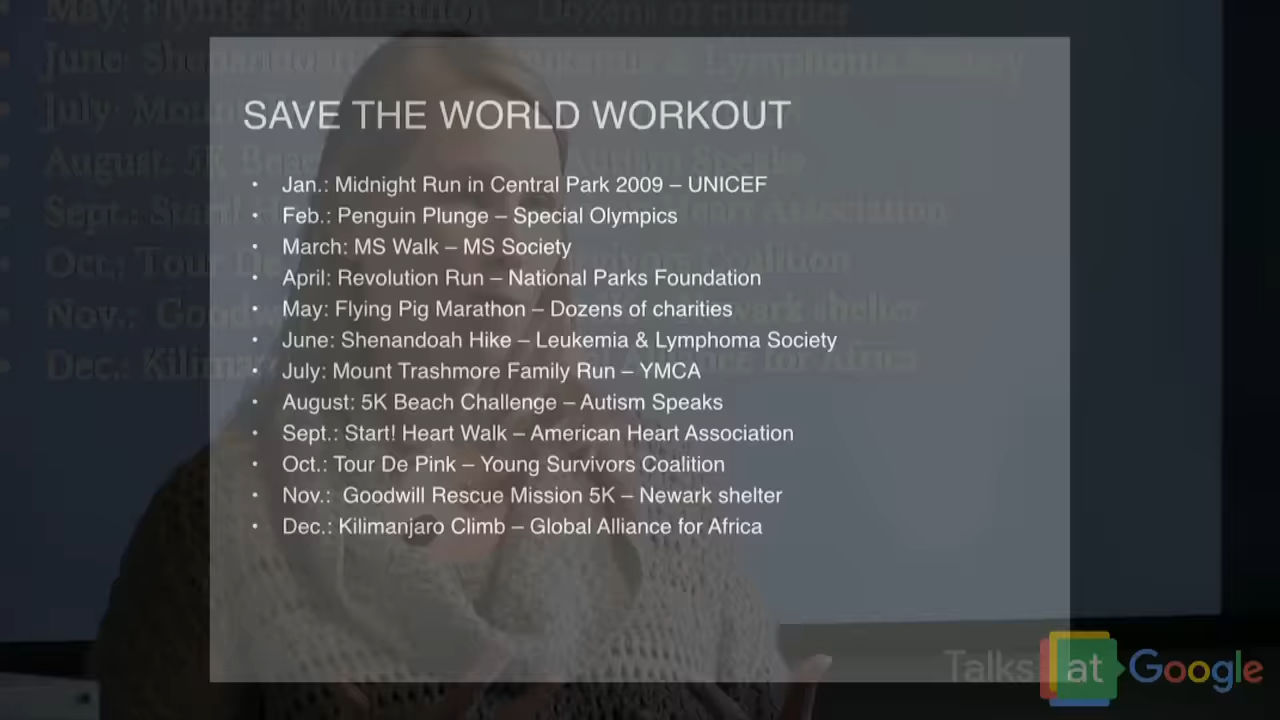 SAVE THE WORLD WORKOUT
• Jan.: Midnight Run in Central Park 2009 – UNICEF
• Feb.: Penguin Plunge – Special Olympics
• March: MS Walk – MS Society
• April: Revolution Run – National Parks Foundation
• May: Flying Pig Marathon – Dozens of charities
• June: Shenandoah Hike – Leukemia & Lymphoma Society
• July: Mount Trashmore Family Run – YMCA
• August: 5K Beach Challenge – Autism Speaks
• Sept.: Start! Heart Walk – American Heart Association
• Oct.: Tour De Pink – Young Survivors Coalition
• Nov.:  Goodwill Rescue Mission 5K – Newark shelter
• Dec.: Kilimanjaro Climb – Global Alliance for Africa
Talks at Google